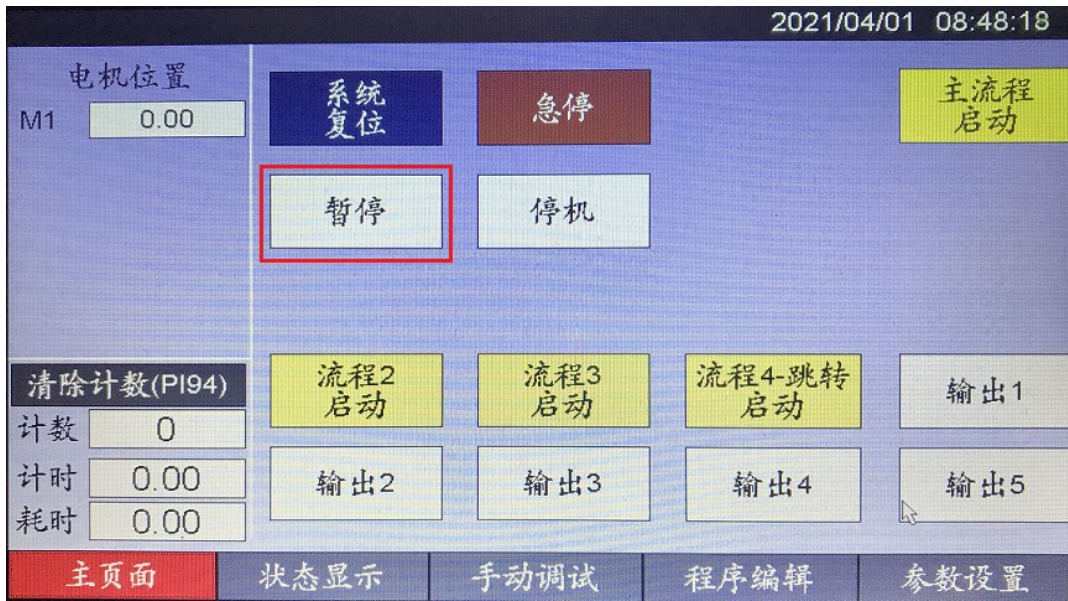 2021/04/01 08:48:18
电机位置
M1 0.00
系统
复位
急停
主流程
启动
暂停
停机
清除计数(PI94)
计数 0
计时 0.00
耗时 0.00
流程2
启动
流程3
启动
流程4-跳转
启动
输出1
输出2
输出3
输出4
输出5
主页面
状态显示
手动调试
程序编辑
参数设置